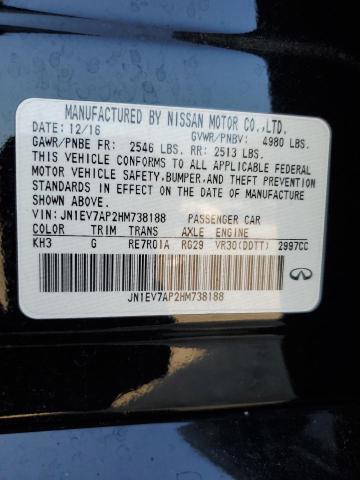 MANUFACTURED BY NISSAN MOTOR CO.,LTD.
DATE: 12/16 GVWR/PNBV: 4980 LBS.
GAWR/PNBE FR: 2546 LBS. RR: 2513 LBS.
THIS VEHICLE CONFORMS TO ALL APPLICABLE FEDERAL
MOTOR VEHICLE SAFETY,BUMPER, AND THEFT PREVENTION
STANDARDS IN EFFECT ON THE DATE OF MANUFACTURE
SHOWN ABOVE.
VIN: JN1EV7AP2HM738188 PASSENGER CAR
COLOR TRIM TRANS AXLE ENGINE
KH3 G RE7R01A RG29 VR30(DDTT) 2997CC
JN1EV7AP2HM738188